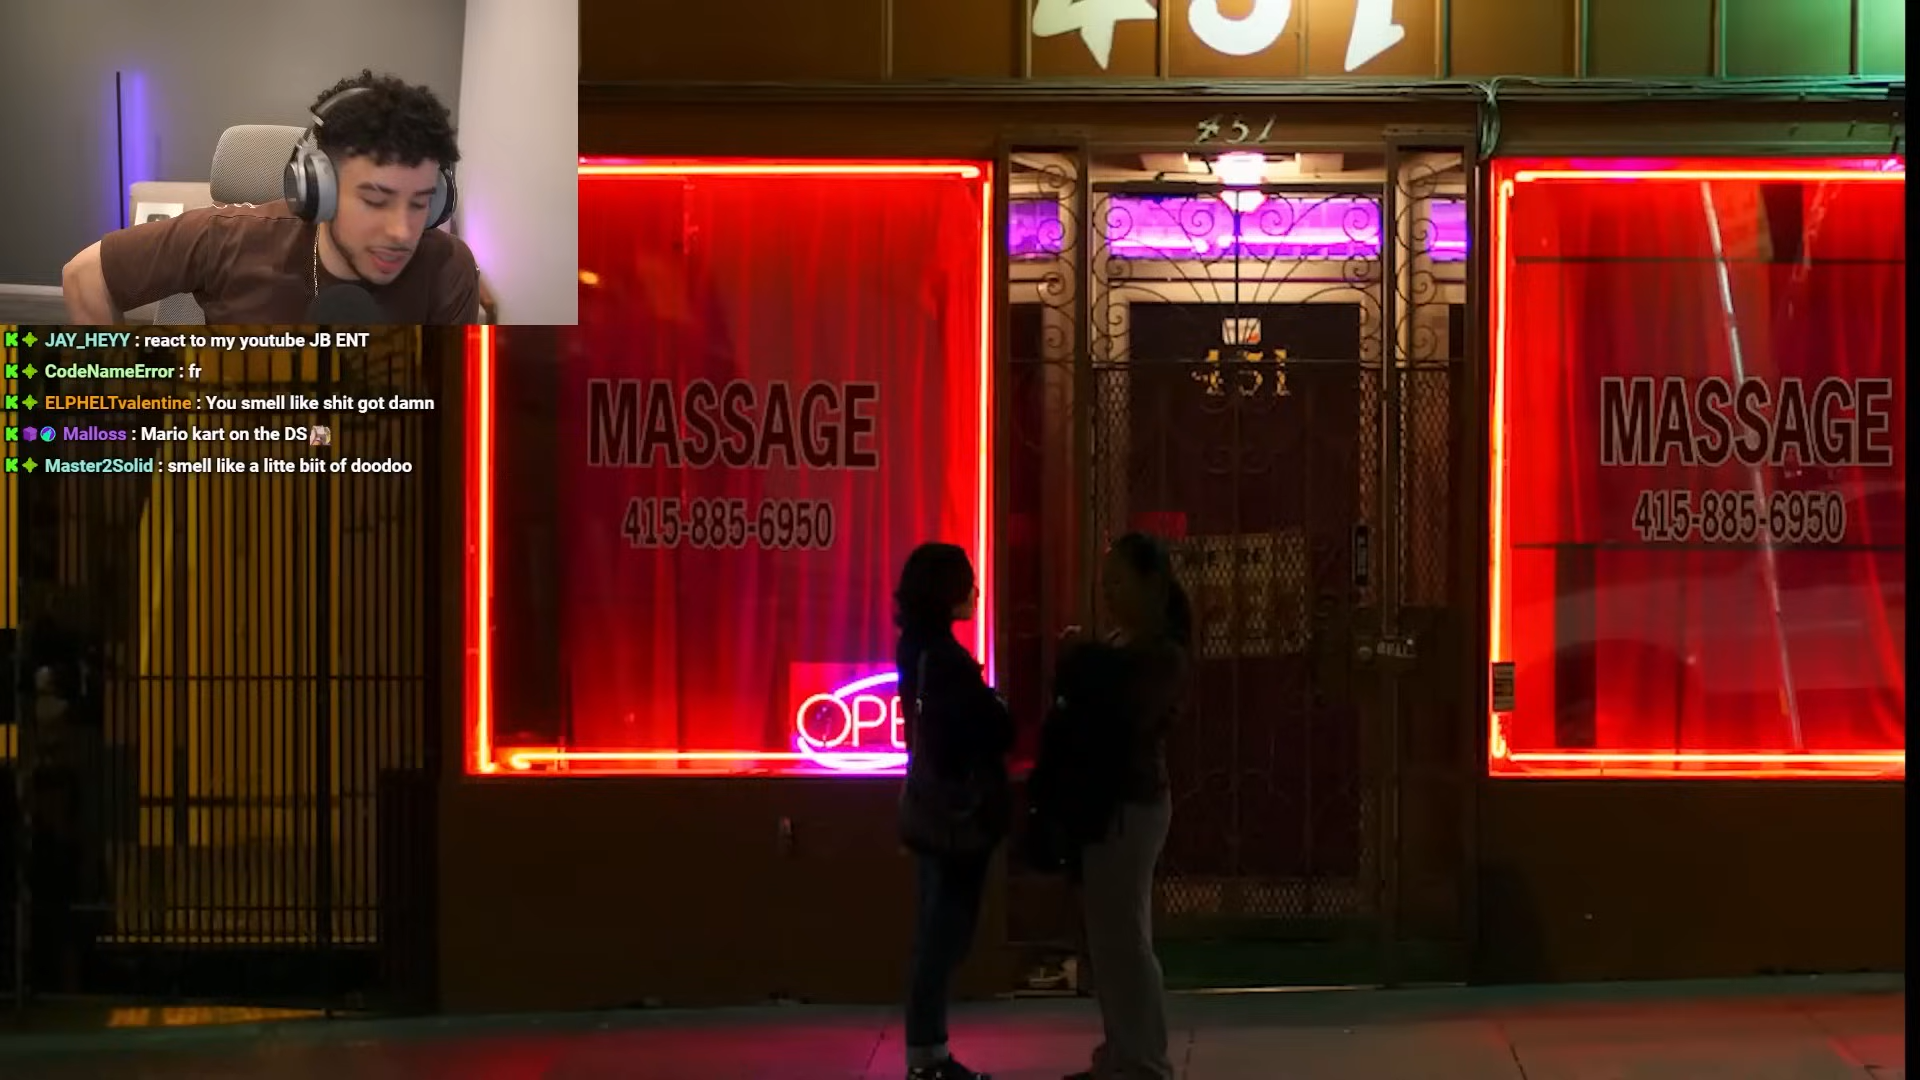 451
451
JAY_HEYY : react to my youtube JB ENT
CodeNameError : fr
ELPHELTvalentine : You smell like shit got damn
Malloss : Mario kart on the DS
Master2Solid : smell like a litte biit of doodoo
MASSAGE
415-885-6950
OPE
451
MASSAGE
415-885-6950